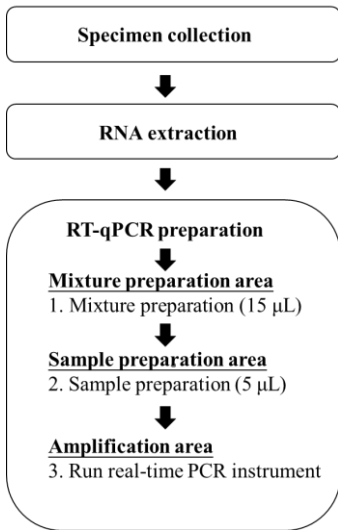 Specimen collection
RNA extraction
RT-qPCR preparation
Mixture preparation area
1. Mixture preparation (15 μL)
Sample preparation area
2. Sample preparation (5 μL)
Amplification area
3. Run real-time PCR instrument